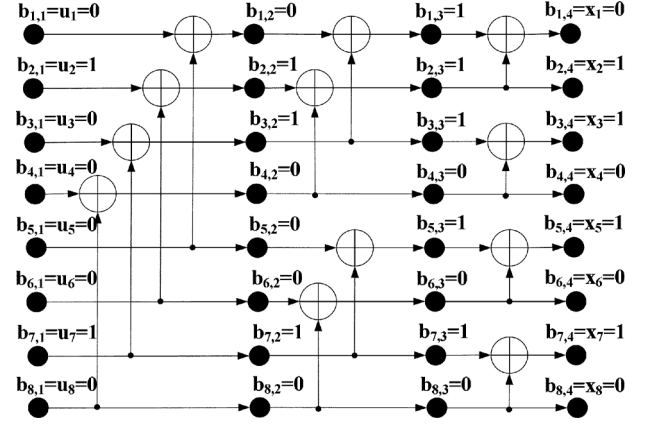 b1,1=u1=0 b1,2=0 b1,3=1 b1,4=x1=0
b2,1=u2=1 b2,2=1 b2,3=1 b2,4=x2=1
b3,1=u3=0 b3,2=1 b3,3=1 b3,4=x3=1
b4,1=u4=0 b4,2=0 b4,3=0 b4,4=x4=0
b5,1=u5=0 b5,2=0 b5,3=1 b5,4=x5=1
b6,1=u6=0 b6,2=0 b6,3=0 b6,4=x6=0
b7,1=u7=1 b7,2=1 b7,3=1 b7,4=x7=1
b8,1=u8=0 b8,2=0 b8,3=0 b8,4=x8=0